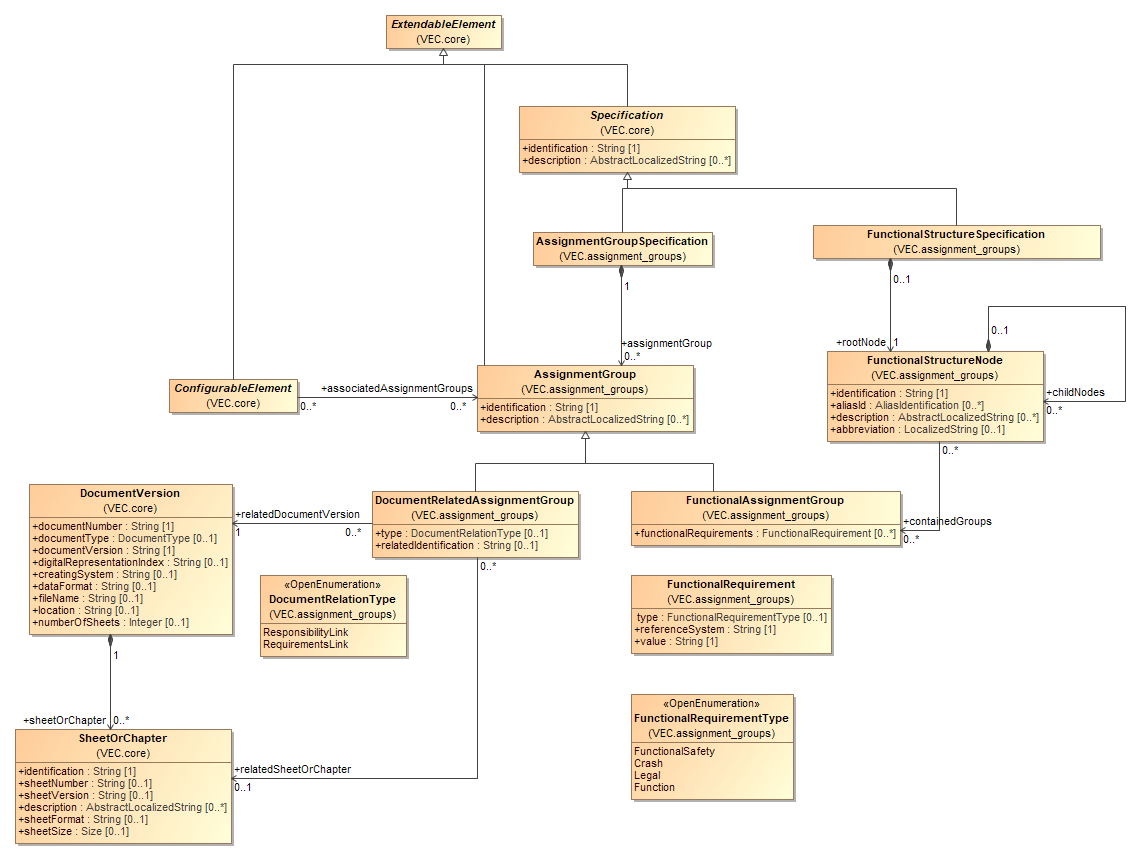 ExtendableElement
(VEC.core)
Specification
(VEC.core)
+identification : String [1]
+description : AbstractLocalizedString [0..*]
AssignmentGroupSpecification
(VEC.assignment_groups)
1
+assignmentGroup
0..*
FunctionalStructureSpecification
(VEC.assignment_groups)
0..1
+rootNode
1
0..1
FunctionalStructureNode
(VEC.assignment_groups)
+identification : String [1]
+aliasId : AliasIdentification [0..*]
+description : AbstractLocalizedString [0..*]
+abbreviation : LocalizedString [0..1]
+childNodes
0..*
0..*
+containedGroups
0..*
ConfigurableElement
(VEC.core)
+associatedAssignmentGroups
0..*
0..*
AssignmentGroup
(VEC.assignment_groups)
+identification : String [1]
+description : AbstractLocalizedString [0..*]
DocumentVersion
(VEC.core)
+documentNumber : String [1]
+documentType : DocumentType [0..1]
+documentVersion : String [1]
+digitalRepresentationIndex : String [0..1]
+creatingSystem : String [0..1]
+dataFormat : String [0..1]
+fileName : String [0..1]
+location : String [0..1]
+numberOfSheets : Integer [0..1]
+relatedDocumentVersion
1
0..*
DocumentRelatedAssignmentGroup
(VEC.assignment_groups)
+type : DocumentRelationType [0..1]
+relatedIdentification : String [0..1]
0..*
FunctionalAssignmentGroup
(VEC.assignment_groups)
+functionalRequirements : FunctionalRequirement [0..*]
«OpenEnumeration»
DocumentRelationType
(VEC.assignment_groups)
ResponsibilityLink
RequirementsLink
FunctionalRequirement
(VEC.assignment_groups)
type : FunctionalRequirementType [0..1]
+referenceSystem : String [1]
+value : String [1]
1
+sheetOrChapter
0..*
SheetOrChapter
(VEC.core)
+identification : String [1]
+sheetNumber : String [0..1]
+sheetVersion : String [0..1]
+description : AbstractLocalizedString [0..*]
+sheetFormat : String [0..1]
+sheetSize : Size [0..1]
+relatedSheetOrChapter
0..1
«OpenEnumeration»
FunctionalRequirementType
(VEC.assignment_groups)
FunctionalSafety
Crash
Legal
Function